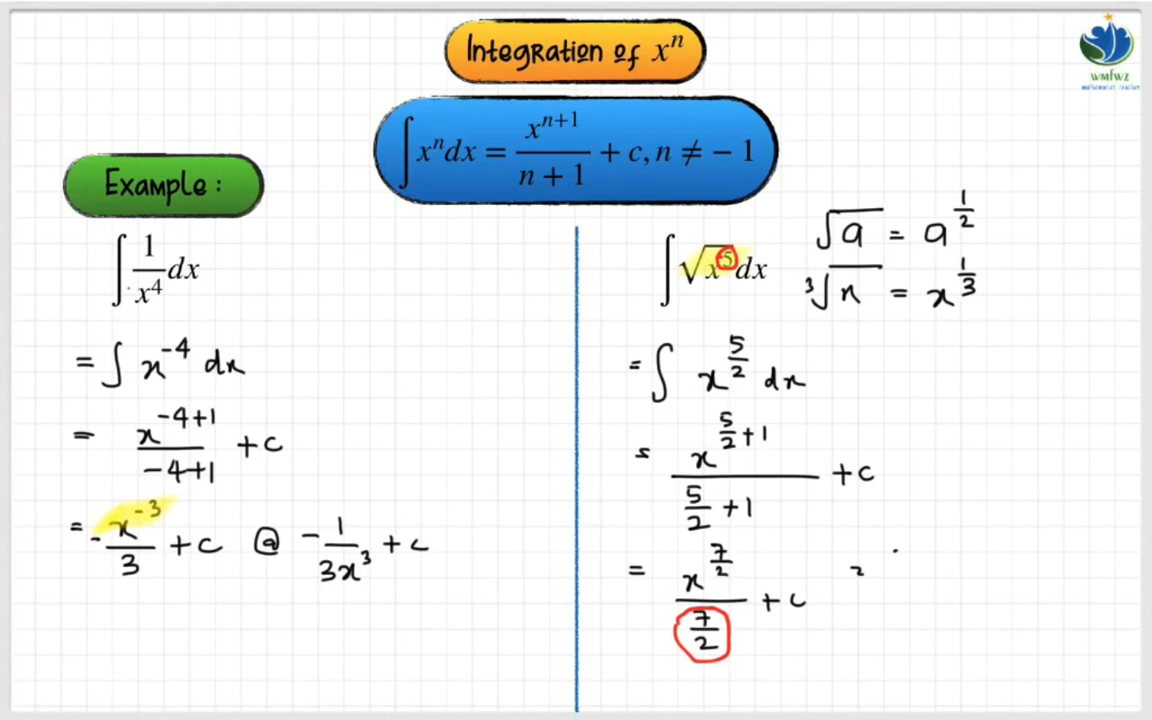 Integration of xⁿ
WMFWZ
∫ xⁿdx = xⁿ⁺¹/(n + 1) + c, n ≠ − 1
Example :
∫ 1/x⁴ dx
= ∫ x⁻⁴ dx
= x⁻⁴⁺¹/(-4+1) + c
= -x⁻³/3 + c @ -1/(3x³) + c
∫ √x⁵ dx
√a = a^(1/2)
³√x = x^(1/3)
= ∫ x^(5/2) dx
= x^(5/2 + 1)/(5/2 + 1) + c
= x^(7/2)/(7/2) + c =